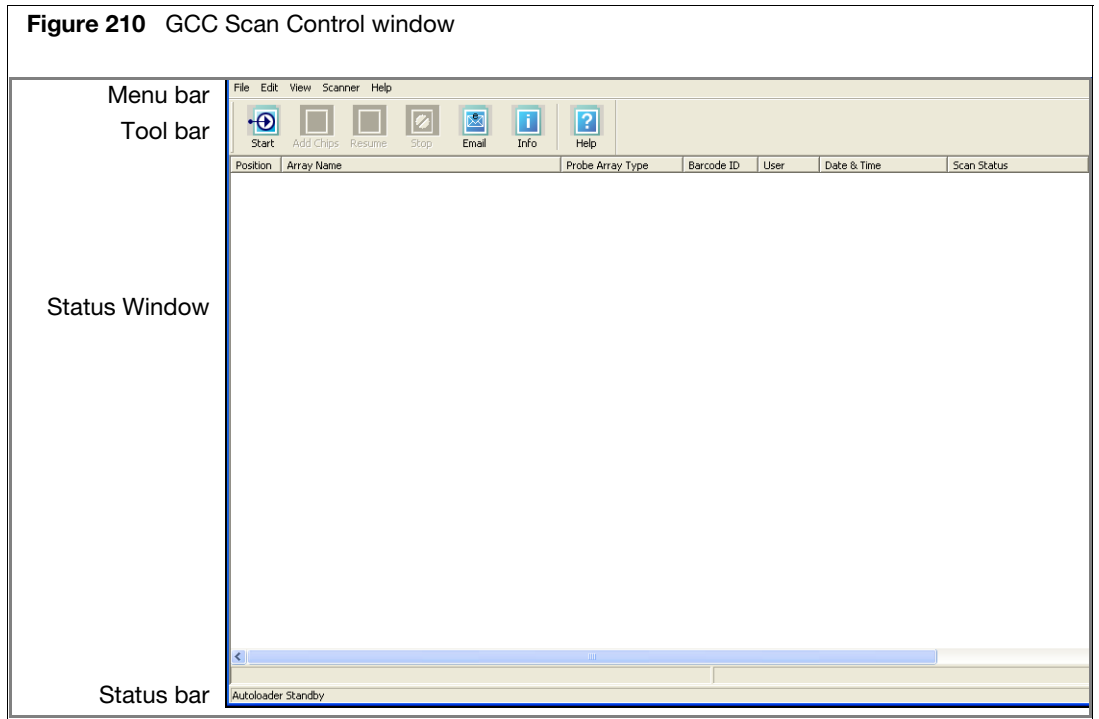 Figure 210 GCC Scan Control window
Menu bar
File Edit View Scanner Help
Tool bar
Start Add Chips Resume Stop Email Info Help
Position Array Name Probe Array Type Barcode ID User Date & Time Scan Status
Status Window
Status bar
Autoloader Standby